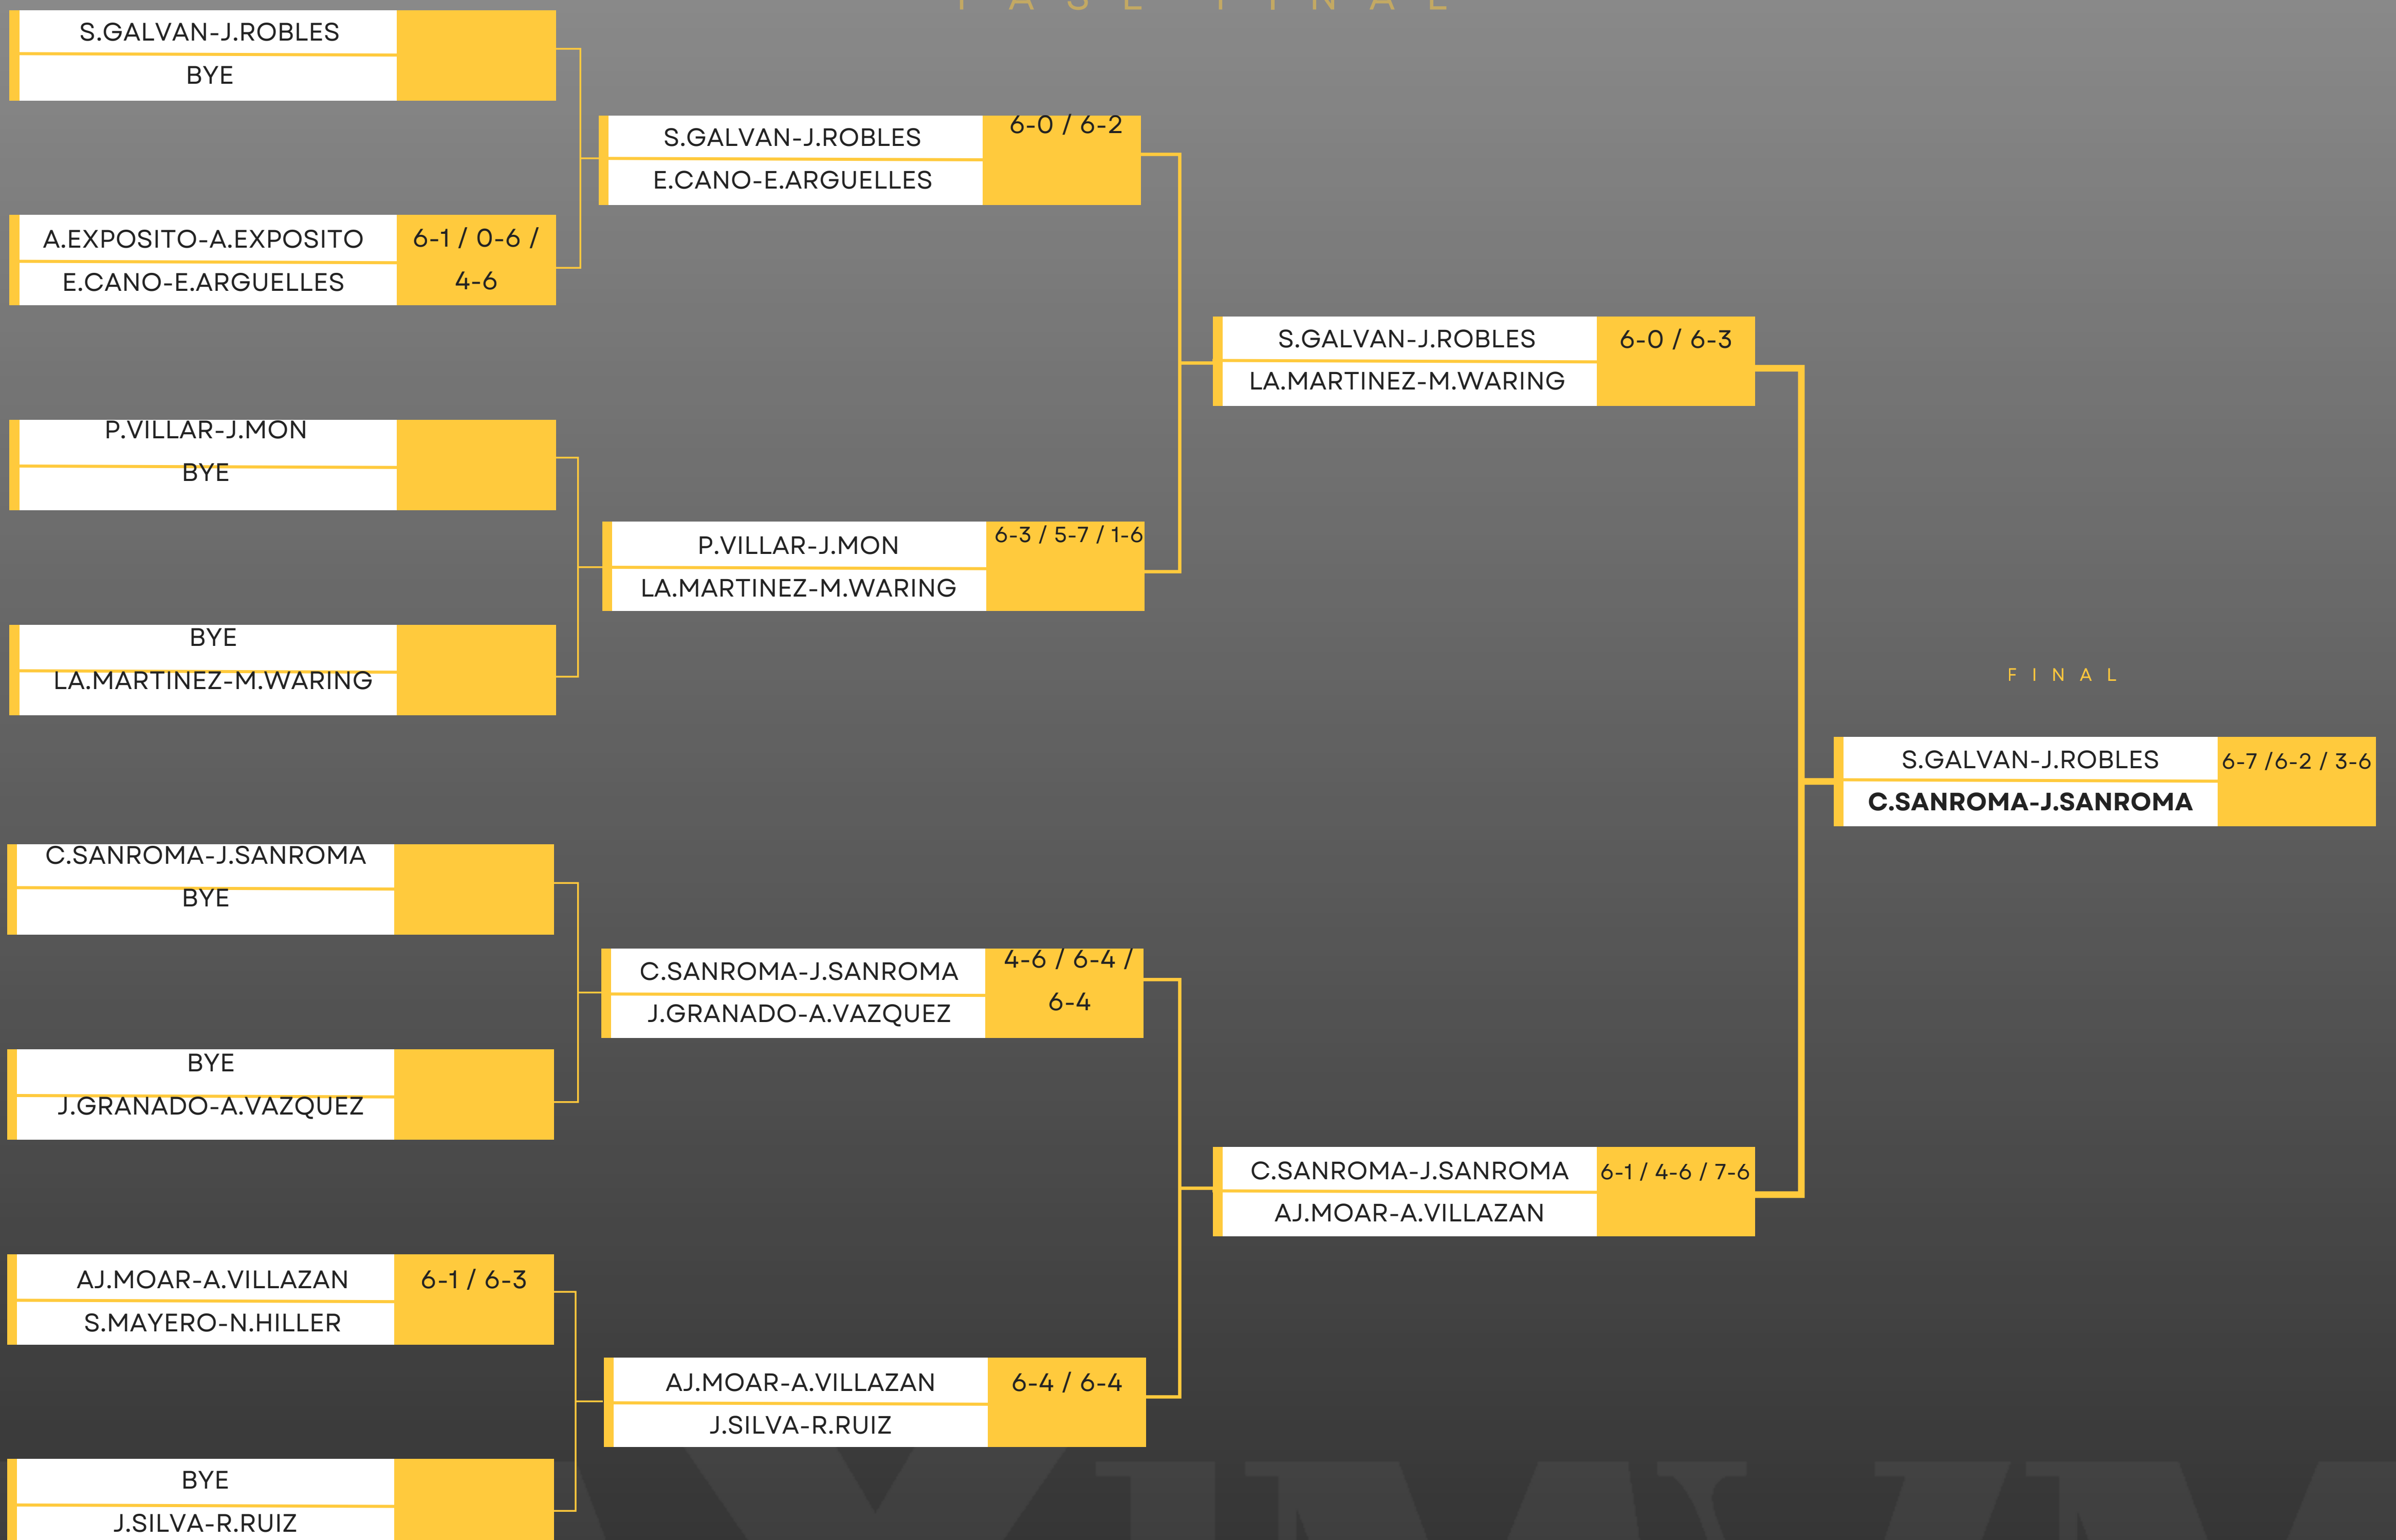 FASE FINAL
S.GALVAN-J.ROBLES
BYE
A.EXPOSITO-A.EXPOSITO
6-1 / 0-6 /
E.CANO-E.ARGUELLES
4-6
P.VILLAR-J.MON
BYE
BYE
LA.MARTINEZ-M.WARING
C.SANROMA-J.SANROMA
BYE
BYE
J.GRANADO-A.VAZQUEZ
AJ.MOAR-A.VILLAZAN
6-1 / 6-3
S.MAYERO-N.HILLER
BYE
J.SILVA-R.RUIZ
S.GALVAN-J.ROBLES
6-0 / 6-2
E.CANO-E.ARGUELLES
P.VILLAR-J.MON
6-3 / 5-7 / 1-6
LA.MARTINEZ-M.WARING
C.SANROMA-J.SANROMA
4-6 / 6-4 /
6-4
J.GRANADO-A.VAZQUEZ
AJ.MOAR-A.VILLAZAN
6-4 / 6-4
J.SILVA-R.RUIZ
S.GALVAN-J.ROBLES
6-0 / 6-3
LA.MARTINEZ-M.WARING
C.SANROMA-J.SANROMA
6-1 / 4-6 / 7-6
AJ.MOAR-A.VILLAZAN
FINAL
S.GALVAN-J.ROBLES
6-7 /6-2 / 3-6
C.SANROMA-J.SANROMA